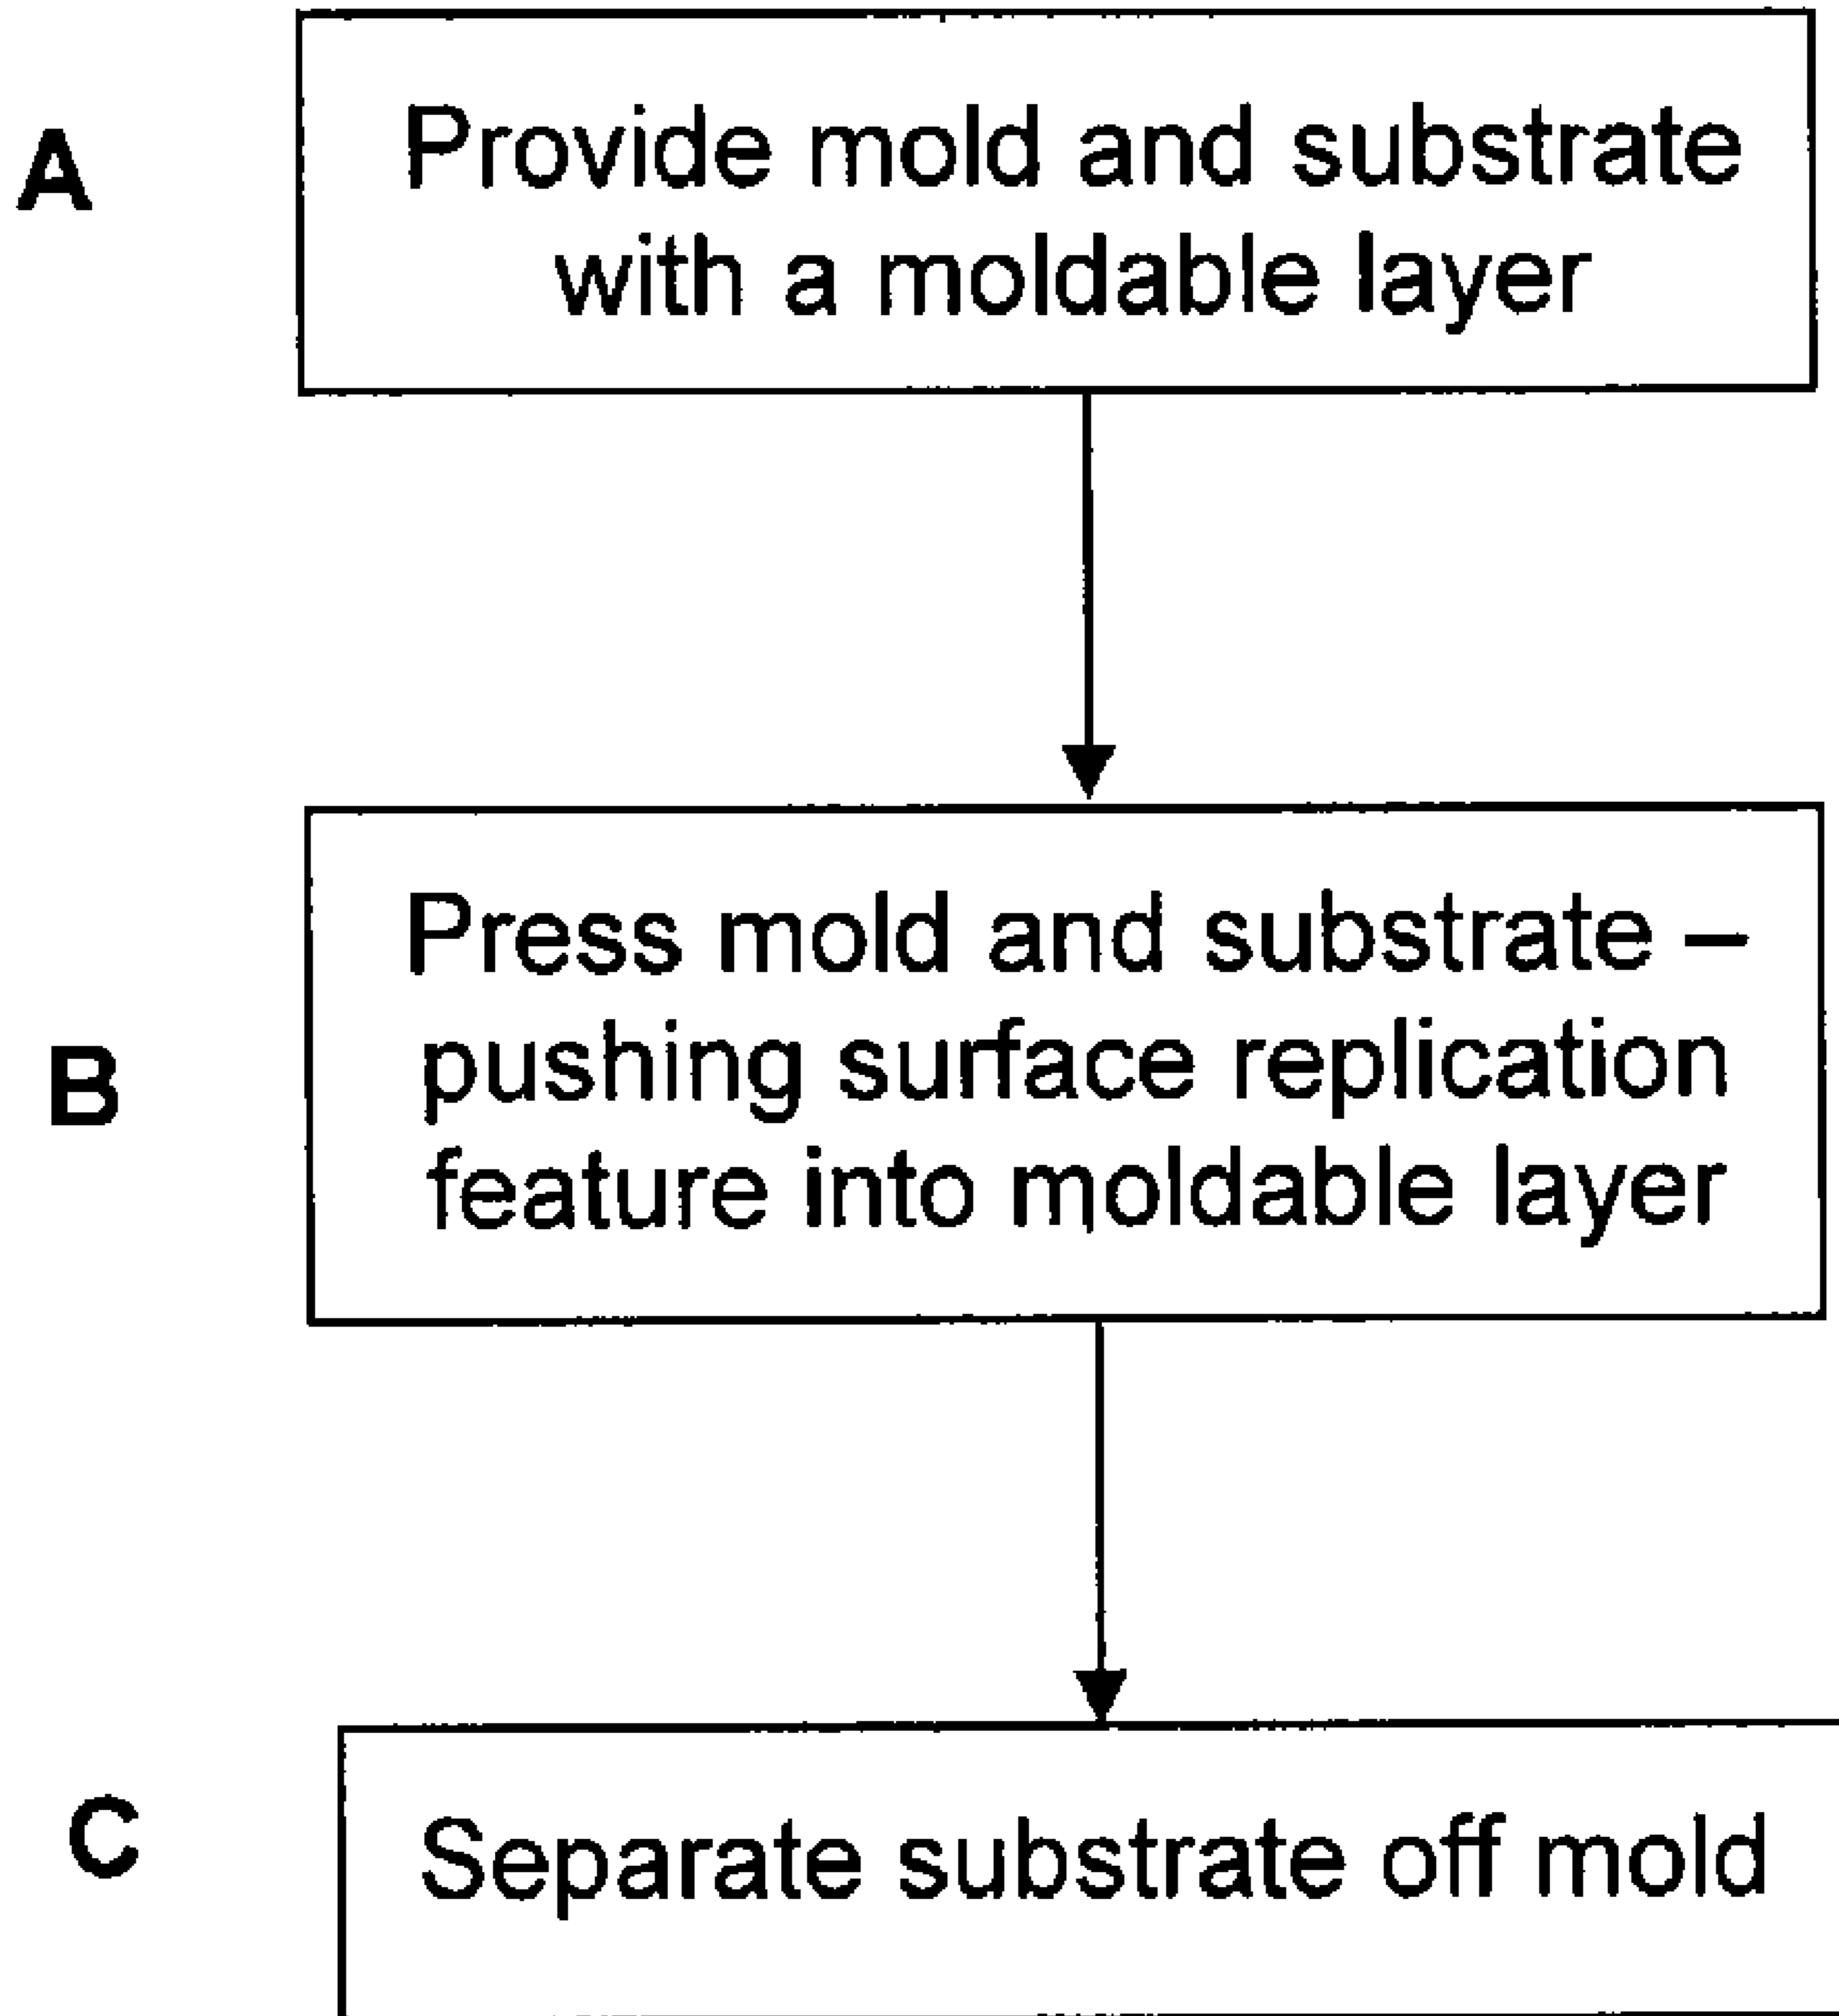 A
Provide mold and substrate
with a moldable layer
B
Press mold and substrate –
pushing surface replication
feature into moldable layer
C
Separate substrate off mold